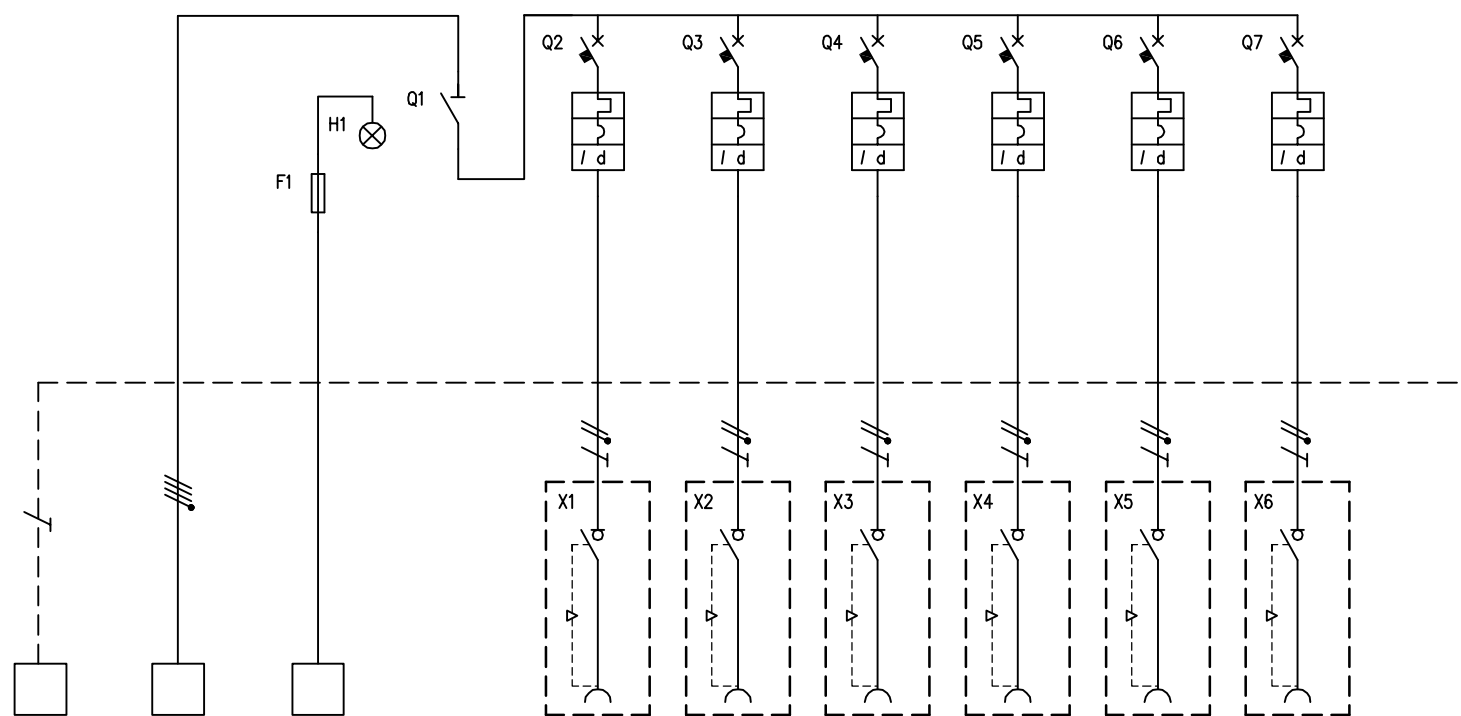 Q2 Q3 Q4 Q5 Q6 Q7
Q1
H1
F1
I d I d I d I d I d I d
X1 X2 X3 X4 X5 X6